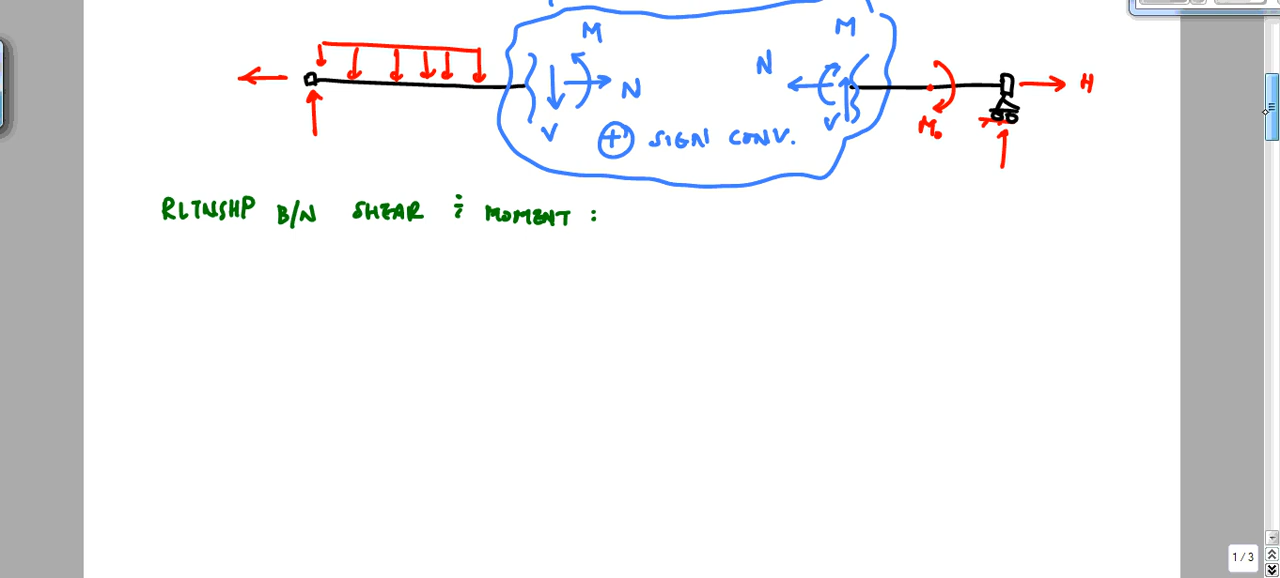 M M
N N H
V V M₀
⊕ SIGN CONV.
RLTNSHP B/N SHEAR & MOMENT :
1 / 3